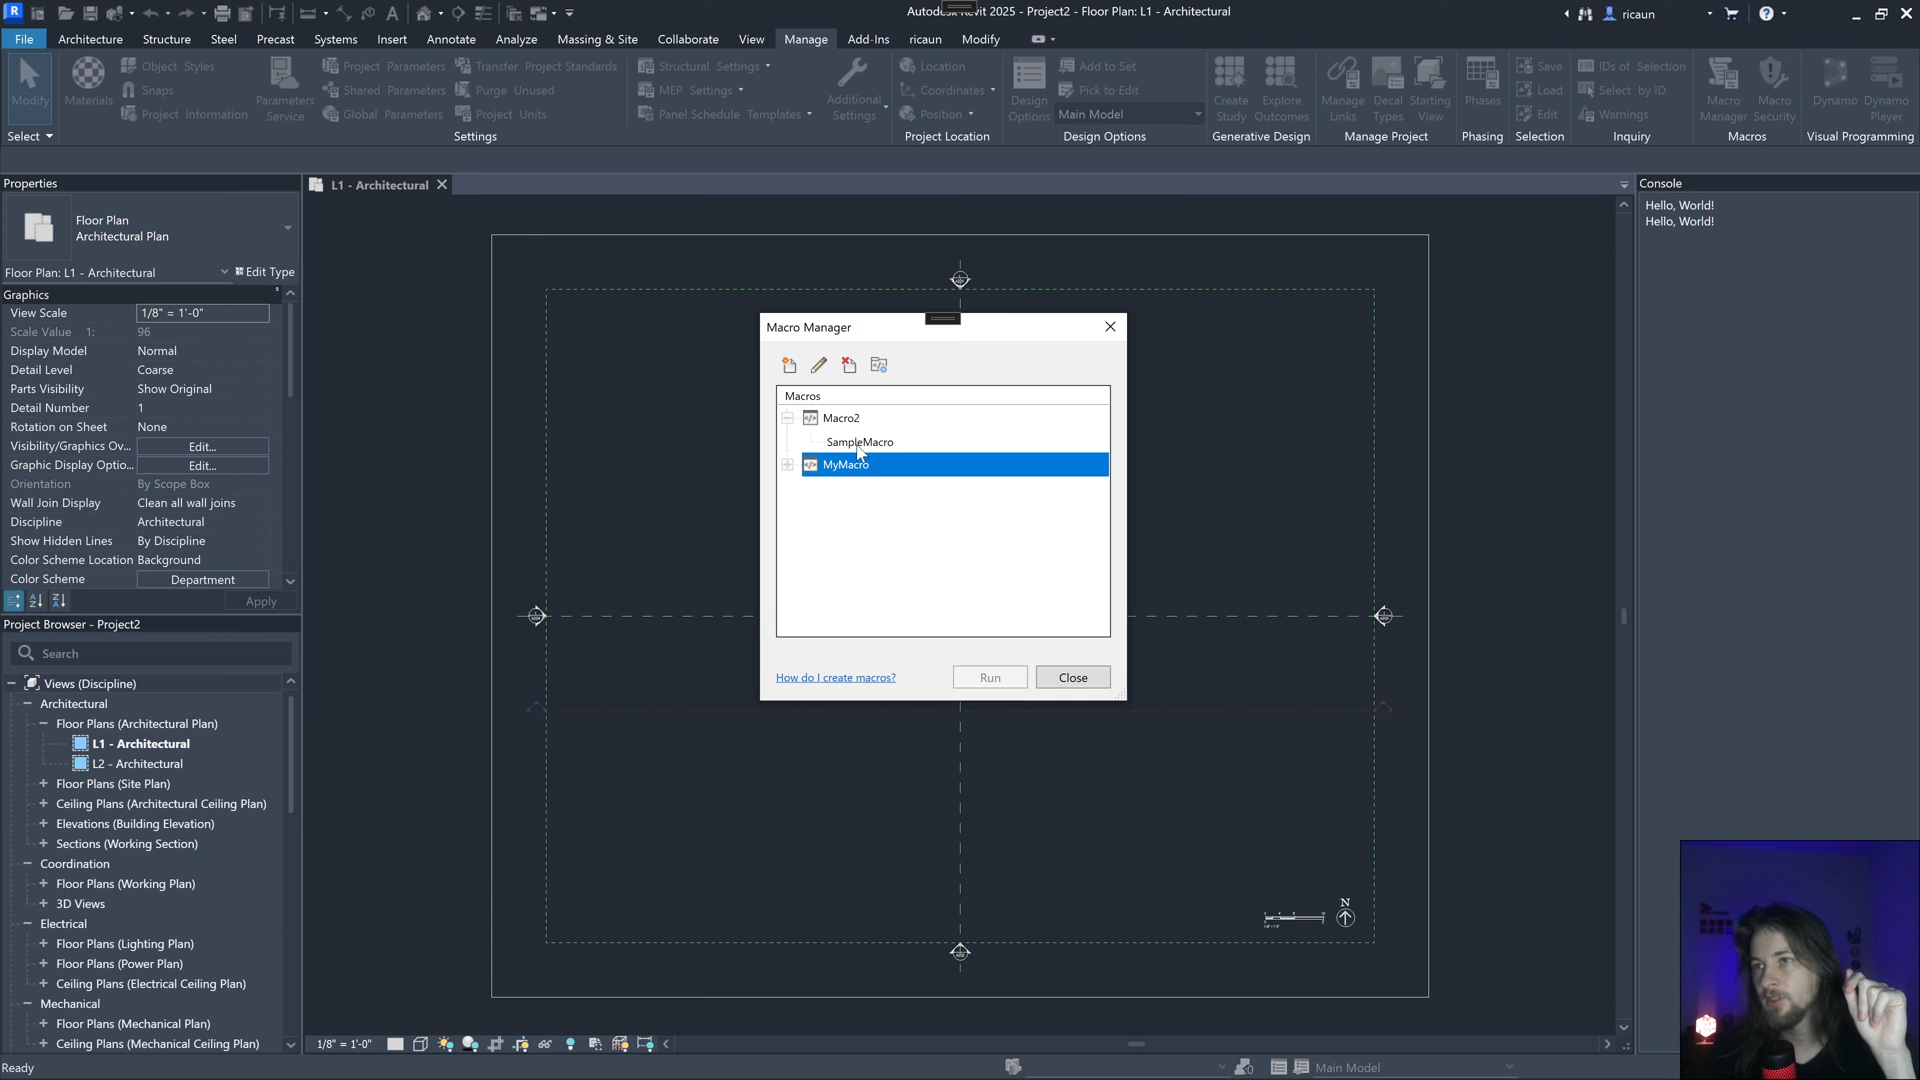 R
Autodesk Revit 2025 - Project2 - Floor Plan: L1 - Architectural
ricaun
File
Architecture
Structure
Steel
Precast
Systems
Insert
Annotate
Analyze
Massing & Site
Collaborate
View
Manage
Add-Ins
ricaun
Modify
Modify
Materials
Object Styles
Snaps
Project Information
Parameters
Service
Project Parameters
Shared Parameters
Global Parameters
Transfer Project Standards
Purge Unused
Project Units
Structural Settings
MEP Settings
Panel Schedule Templates
Additional
Settings
Location
Coordinates
Position
Design
Options
Add to Set
Pick to Edit
Main Model
Create
Study
Explore
Outcomes
Manage
Links
Decal
Types
Starting
View
Phases
Save
Load
Edit
IDs of Selection
Select by ID
Warnings
Macro
Manager
Macro
Security
Dynamo
Dynamo
Player
Select
Settings
Project Location
Design Options
Generative Design
Manage Project
Phasing
Selection
Inquiry
Macros
Visual Programming
Properties
Floor Plan
Architectural Plan
Floor Plan: L1 - Architectural
Edit Type
Graphics
View Scale
1/8" = 1'-0"
Scale Value 1:
96
Display Model
Normal
Detail Level
Coarse
Parts Visibility
Show Original
Detail Number
1
Rotation on Sheet
None
Visibility/Graphics Ov...
Edit...
Graphic Display Optio...
Edit...
Orientation
By Scope Box
Wall Join Display
Clean all wall joins
Discipline
Architectural
Show Hidden Lines
By Discipline
Color Scheme Location
Background
Color Scheme
Department
Apply
Project Browser - Project2
Search
Views (Discipline)
Architectural
Floor Plans (Architectural Plan)
L1 - Architectural
L2 - Architectural
Floor Plans (Site Plan)
Ceiling Plans (Architectural Ceiling Plan)
Elevations (Building Elevation)
Sections (Working Section)
Coordination
Floor Plans (Working Plan)
3D Views
Electrical
Floor Plans (Lighting Plan)
Floor Plans (Power Plan)
Ceiling Plans (Electrical Ceiling Plan)
Mechanical
Floor Plans (Mechanical Plan)
Ceiling Plans (Mechanical Ceiling Plan)
L1 - Architectural
Macro Manager
Macros
Macro2
SampleMacro
MyMacro
How do I create macros?
Run
Close
N
Console
Hello, World!
Hello, World!
1/8" = 1'-0"
Ready
Main Model